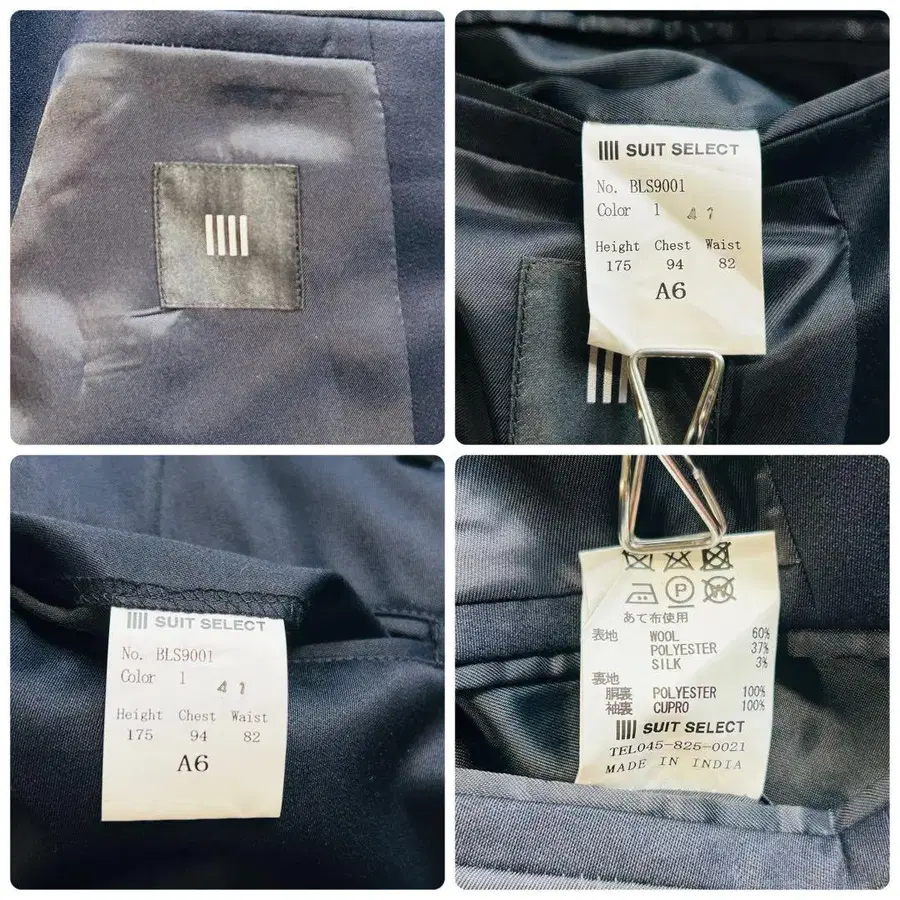 SUIT SELECT
No. BLS9001
Color 1 41
Height Chest Waist
175 94 82
A6
SUIT SELECT
No. BLS9001
Color 1 41
Height Chest Waist
175 94 82
A6
あて布使用
表地 WOOL 60%
POLYESTER 37%
SILK 3%
裏地
胴裏 POLYESTER 100%
袖裏 CUPRO 100%
SUIT SELECT
TEL045-825-0021
MADE IN INDIA